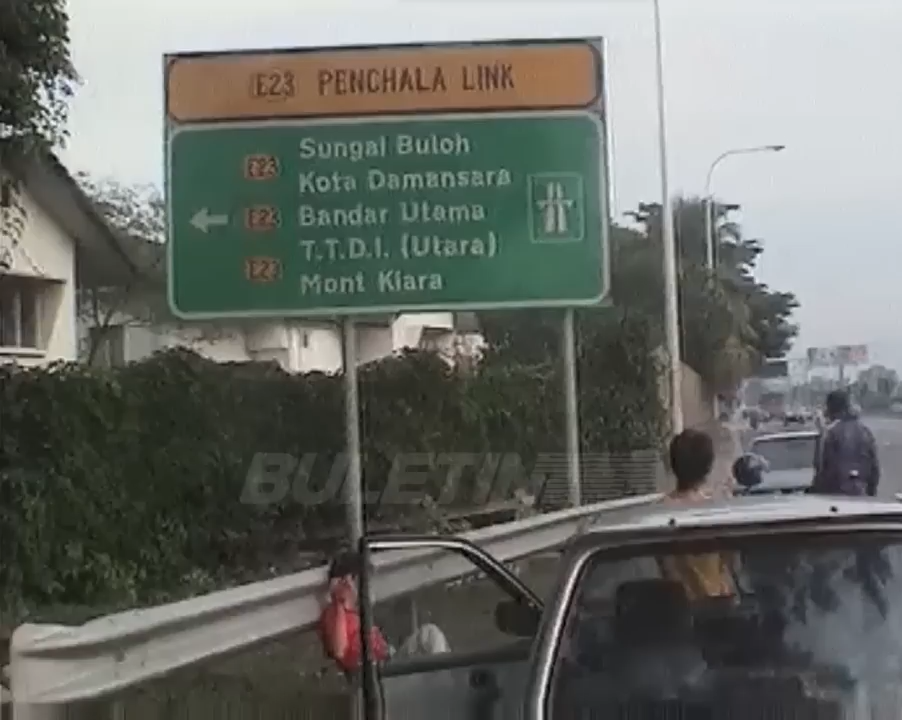 E23 PENCHALA LINK
Sungai Buloh
E23
Kota Damansara
E23 Bandar Utama
T.T.D.I. (Utara)
E23
Mont Kiara
BULETIN